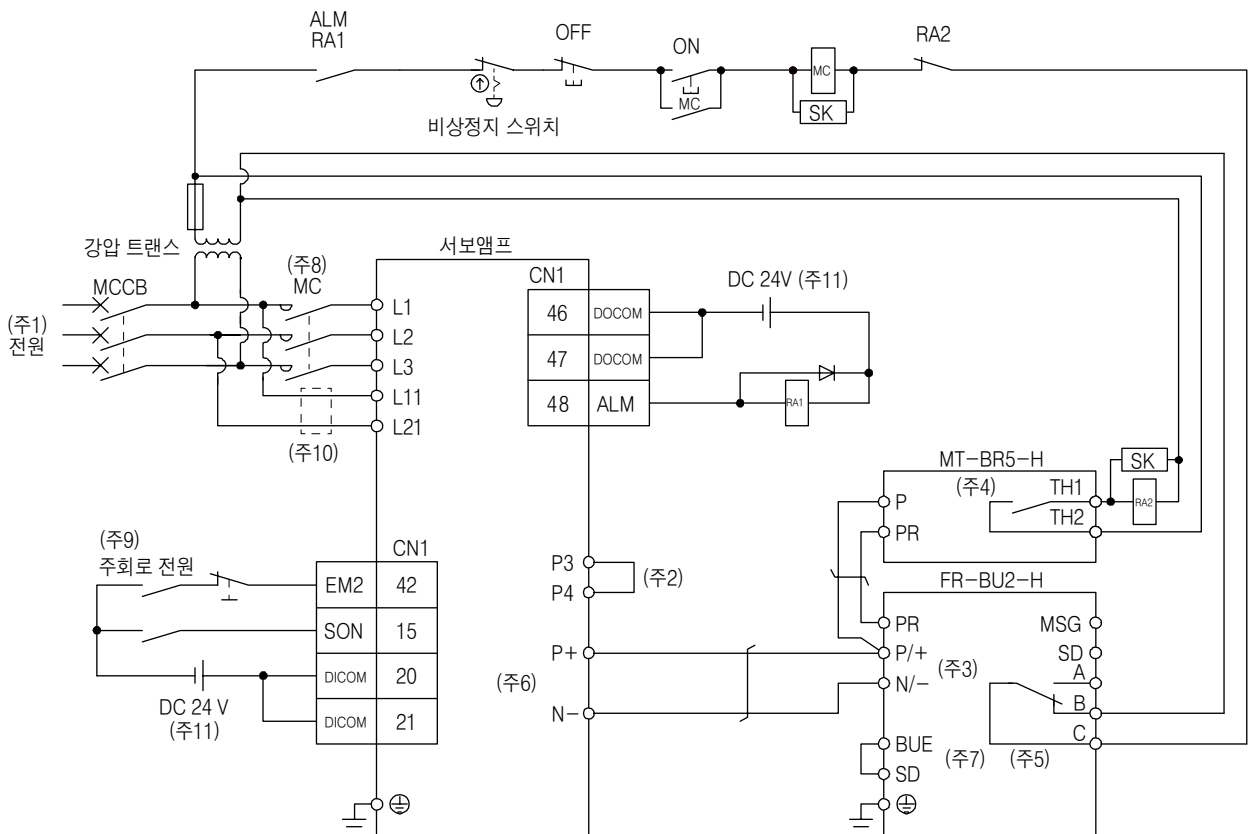 ALM
RA1
OFF
ON
RA2
MC
MC
SK
비상정지 스위치
강압 트랜스
서보앰프
MCCB
(주8)
MC
CN1
DC 24V (주11)
(주1)
전원
L1
L2
L3
L11
L21
(주10)
46 DOCOM
47 DOCOM
48 ALM
RA1
MT-BR5-H
SK
(주4)
P
PR
TH1
TH2
RA2
(주9)
주회로 전원
CN1
EM2 42
SON 15
DICOM 20
DICOM 21
DC 24 V
(주11)
P3
P4
(주2)
P+
(주6)
N-
FR-BU2-H
PR
P/+
N/-
(주3)
MSG
SD
A
B
C
BUE
SD
(주7)
(주5)